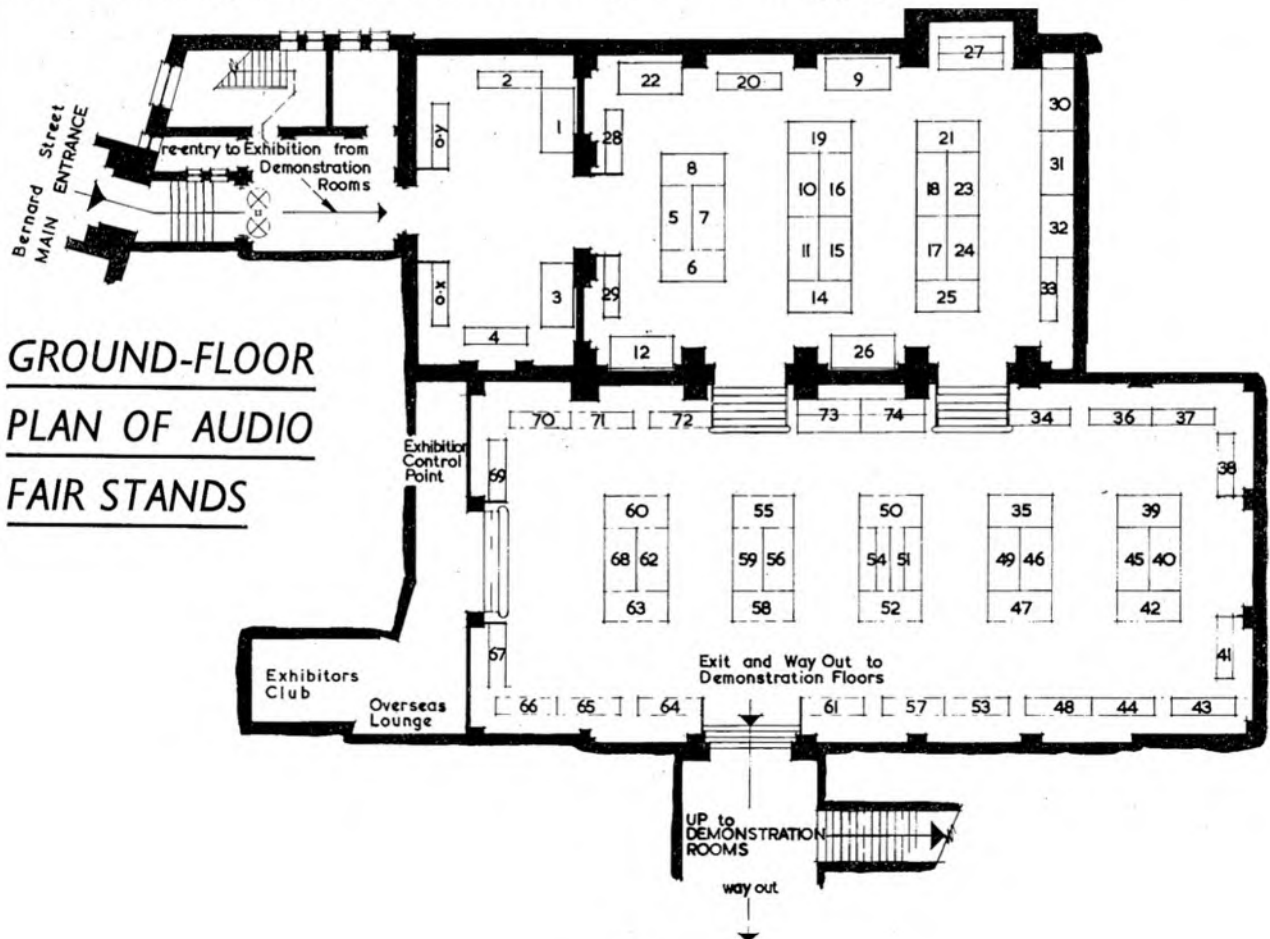 Bernard Street
MAIN ENTRANCE
re-entry to Exhibition from
Demonstration
Rooms
GROUND-FLOOR
PLAN OF AUDIO
FAIR STANDS
o-y
2
1
o-x
3
4
22
20
9
27
28
8
5 7
6
29
19
10 16
11 15
14
21
18 23
17 24
25
30
31
32
33
12
26
Exhibition
Control
Point
70 71 72 73 74 34 36 37
69
38
60
68 62
63
55
59 56
58
50
54 51
52
35
49 46
47
39
45 40
42
67
41
Exhibitors
Club
Overseas
Lounge
Exit and Way Out to
Demonstration Floors
66 65 64 61 57 53 48 44 43
UP to
DEMONSTRATION
ROOMS
way out